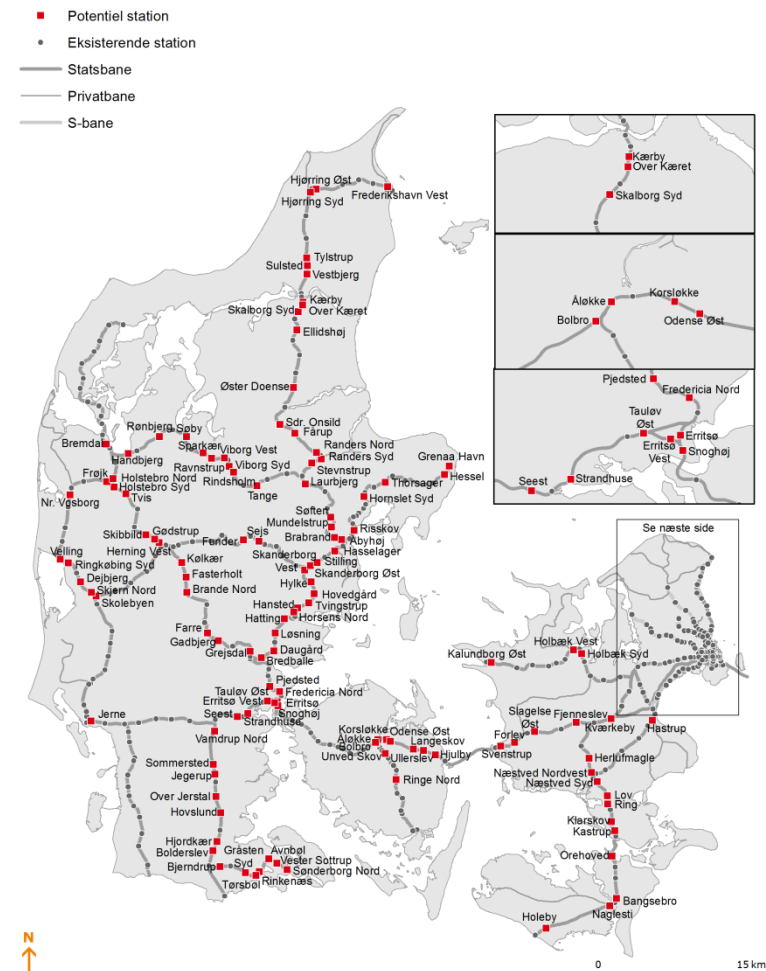 Potentiel station
Eksisterende station
Statsbane
Privatbane
S-bane
Hjørring Øst
Hjørring Syd
Frederikshavn Vest
Tylstrup
Sulsted
Vestbjerg
Kærby
Skalborg Syd
Over Kæret
Ellidshøj
Øster Doense
Sdr. Onsild
Fårup
Rønbjerg
Søby
Bremdal
Sparkær
Viborg Vest
Randers Nord
Randers Syd
Grenaa Havn
Håndbjerg
Ravnstrup
Viborg Syd
Stevnstrup
Hessel
Frøjk
Holstebro Nord
Rindsholm
Laurbjerg
Thorsager
Holstebro Syd
Tange
Nr. Vosborg
Tvis
Hornslet Syd
Søften
Mundelstrup
Risskov
Skibbild
Gødstrup
Funder
Sejs
Brabrand
Åbyhøj
Herning Vest
Skanderborg
Vest
Hasselager
Velling
Kølkær
Stilling
Ringkøbing Syd
Skanderborg Øst
Dejbjerg
Fasterholt
Hylke
Skjern Nord
Brande Nord
Hovedgård
Skolebyen
Hansted
Tvingstrup
Hatting
Horsens Nord
Farre
Løsning
Gadbjerg
Grejsdal
Daugård
Bredballe
Pjedsted
Tauløv Øst
Fredericia Nord
Erritsø Vest
Erritsø
Seest
Snoghøj
Strandhuse
Jerne
Vamdrup Nord
Sommersted
Jegerup
Over Jerstal
Hovslund
Hjordkær
Bolderslev
Bjerndrup
Gråsten
Syd
Avnbøl
Vester Sottrup
Sønderborg Nord
Tørsbøl
Rinkenæs
Korsløkke
Odense Øst
Åløkke
Bolbro
Langeskov
Unved Skov
Ullerslev
Hjulby
Ringe Nord
Kærby
Over Kæret
Skalborg Syd
Åløkke
Korsløkke
Bolbro
Odense Øst
Pjedsted
Fredericia Nord
Tauløv
Øst
Erritsø
Erritsø
Vest
Snoghøj
Seest
Strandhuse
Se næste side
Holbæk Vest
Kalundborg Øst
Holbæk Syd
Slagelse
Øst
Fjenneslev
Forlev
Kværkeby
Hastrup
Svenstrup
Herlufmagle
Næstved Nordvest
Næstved Syd
Lov
Ring
Klarskov
Kastrup
Orehoved
Bangsebro
Holeby
Naglesti
N
0 15 km